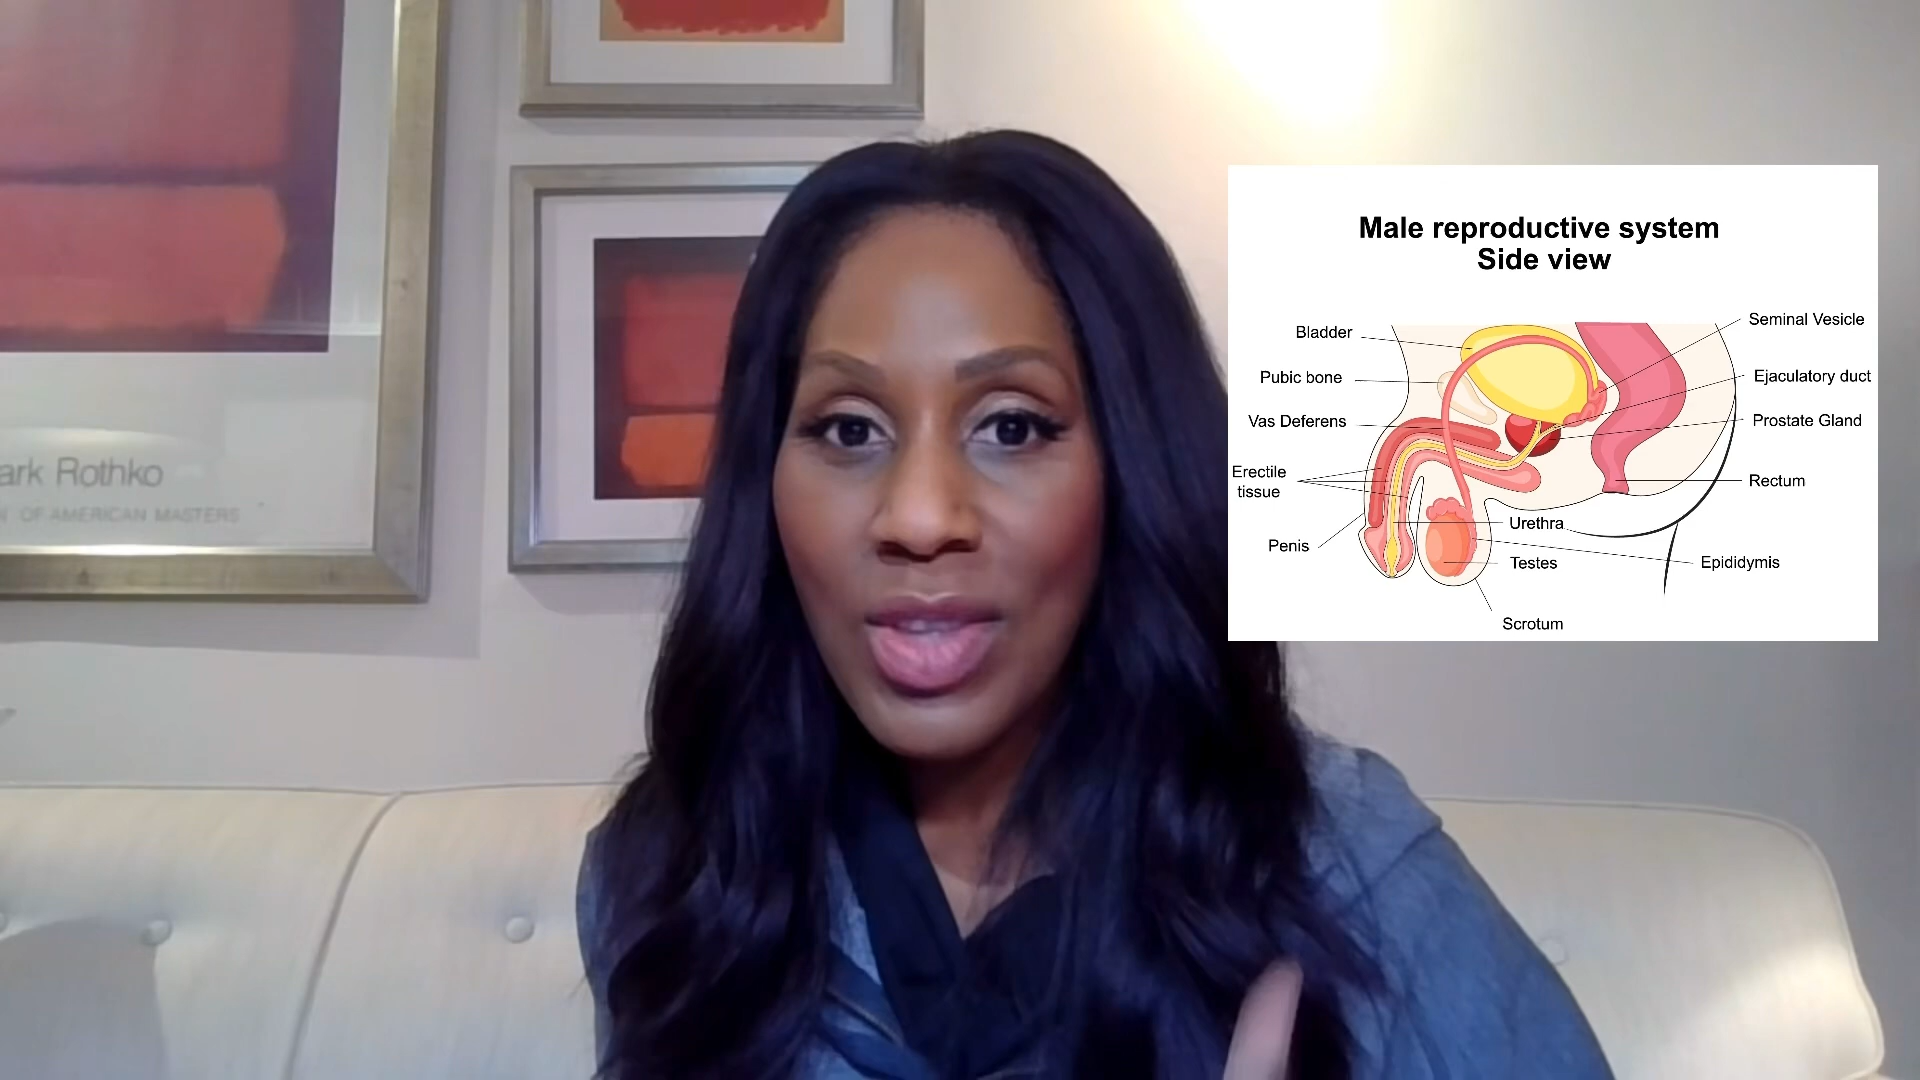 ark Rothko
OF AMERICAN MASTERS
Male reproductive system
Side view
Bladder
Seminal Vesicle
Pubic bone
Ejaculatory duct
Vas Deferens
Prostate Gland
Erectile
tissue
Rectum
Urethra
Penis
Testes
Epididymis
Scrotum